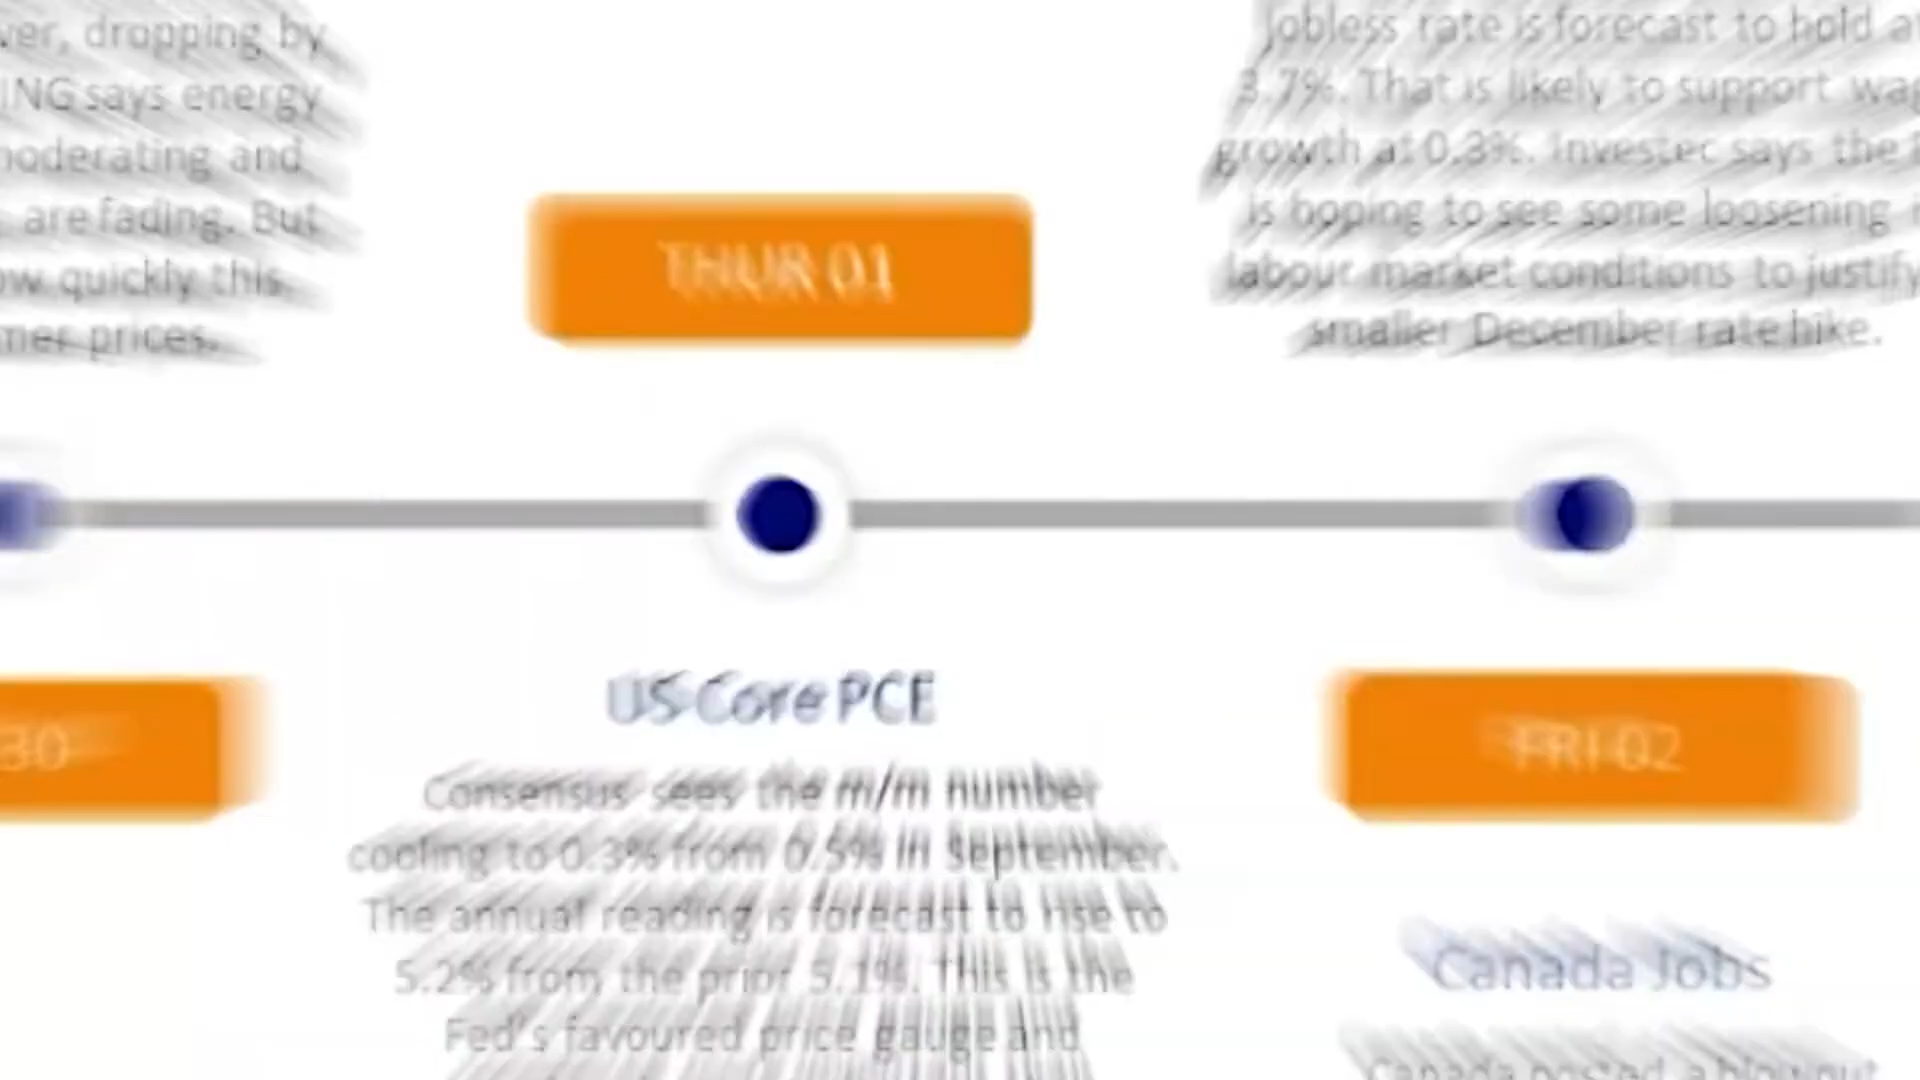 ver, dropping by
ING says energy
moderating and
are fading. But
ow quickly this
mer prices.
THUR 01
Jobless rate is forecast to hold at
3.7%. That is likely to support wag
growth at 0.3%. Investec says the F
is hoping to see some loosening i
labour market conditions to justify
smaller December rate hike.
30
US Core PCE
Consensus sees the m/m number
cooling to 0.3% from 0.5% in September.
The annual reading is forecast to rise to
5.2% from the prior 5.1%. This is the
Fed's favoured price gauge and
FRI 02
Canada Jobs
Canada posted a blowout